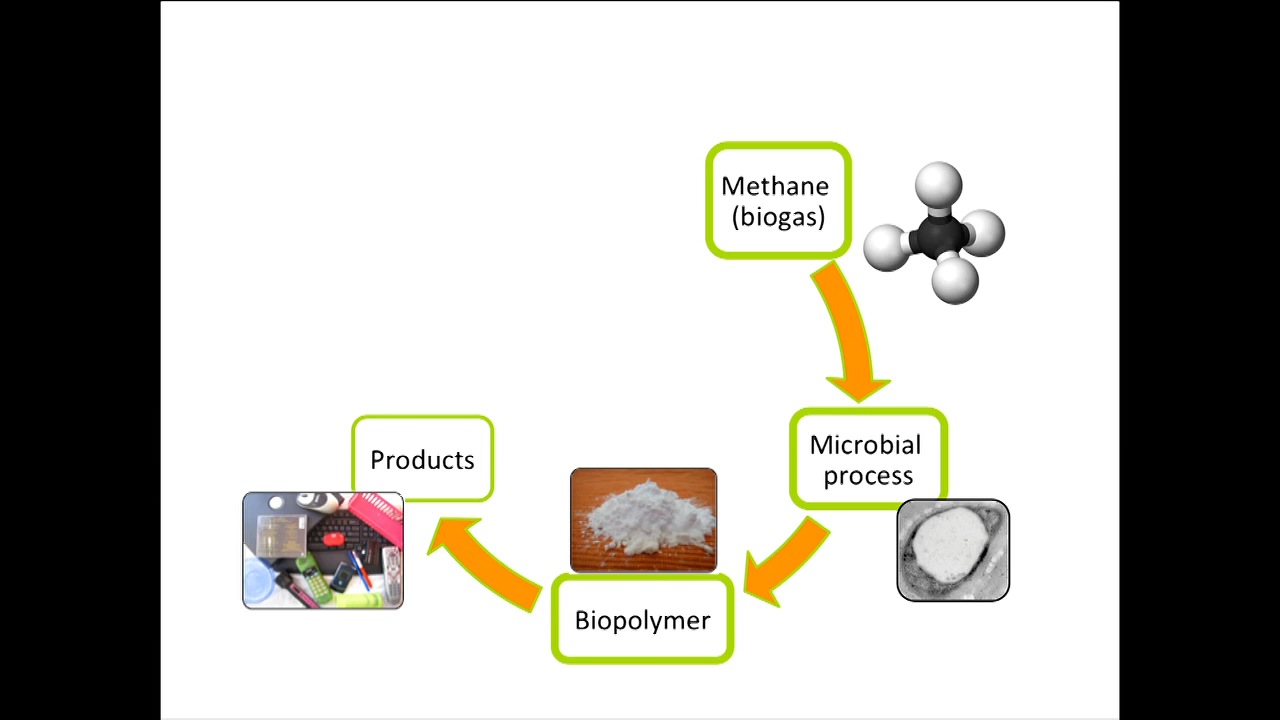 Methane
(biogas)
Microbial
process
Products
Biopolymer